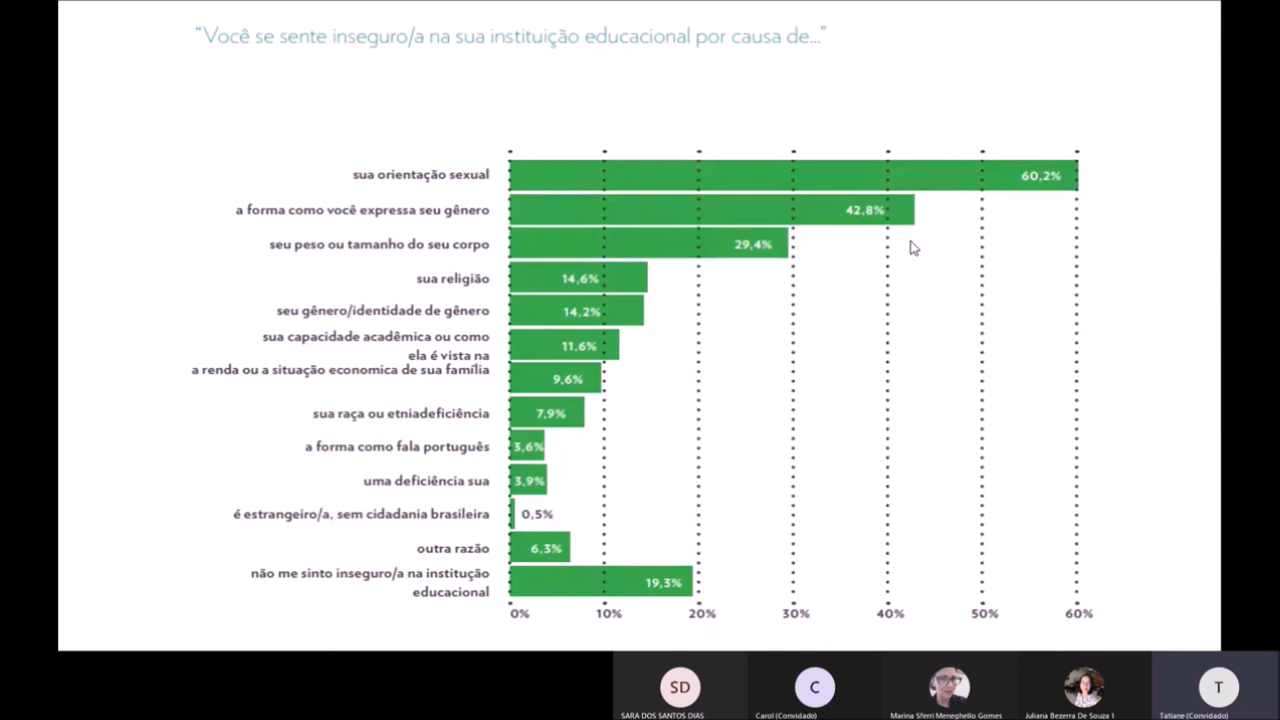 “Você se sente inseguro/a na sua instituição educacional por causa de...”
sua orientação sexual 60,2%
a forma como você expressa seu gênero 42,8%
seu peso ou tamanho do seu corpo 29,4%
sua religião 14,6%
seu gênero/identidade de gênero 14,2%
sua capacidade acadêmica ou como
ela é vista na 11,6%
a renda ou a situação economica de sua família 9,6%
sua raça ou etniadeficiência 7,9%
a forma como fala português 3,6%
uma deficiência sua 3,9%
é estrangeiro/a, sem cidadania brasileira 0,5%
outra razão 6,3%
não me sinto inseguro/a na institução
educacional 19,3%
0% 10% 20% 30% 40% 50% 60%
SD C T
SARA DOS SANTOS DIAS Carol (Convidado) Marina Sferri Meneghello Gomes Juliana Bezerra De Souza 1 Tatiane (Convidado)